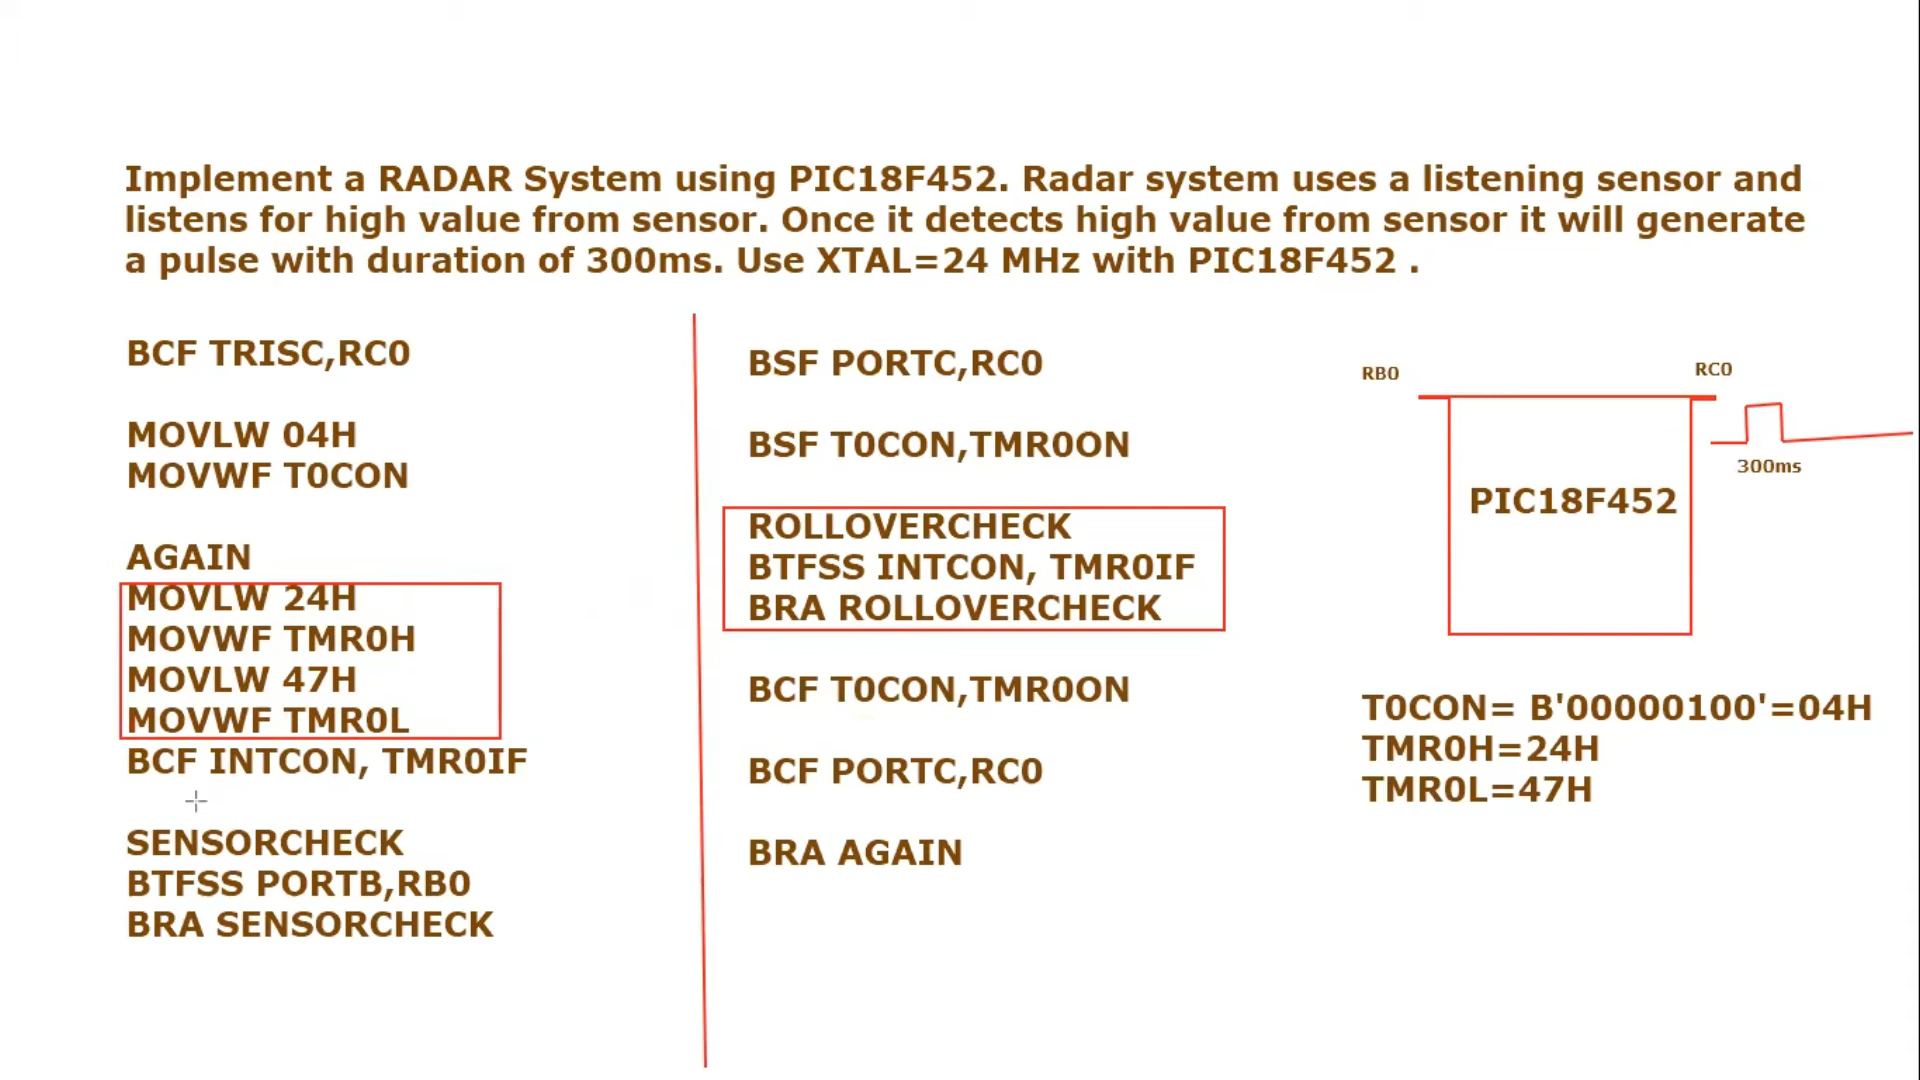 Implement a RADAR System using PIC18F452. Radar system uses a listening sensor and
listens for high value from sensor. Once it detects high value from sensor it will generate
a pulse with duration of 300ms. Use XTAL=24 MHz with PIC18F452 .
BCF TRISC,RC0
MOVLW 04H
MOVWF T0CON
AGAIN
MOVLW 24H
MOVWF TMR0H
MOVLW 47H
MOVWF TMR0L
BCF INTCON, TMR0IF
SENSORCHECK
BTFSS PORTB,RB0
BRA SENSORCHECK
BSF PORTC,RC0
BSF T0CON,TMR0ON
ROLLOVERCHECK
BTFSS INTCON, TMR0IF
BRA ROLLOVERCHECK
BCF T0CON,TMR0ON
BCF PORTC,RC0
BRA AGAIN
RB0
RC0
300ms
PIC18F452
T0CON= B'00000100'=04H
TMR0H=24H
TMR0L=47H